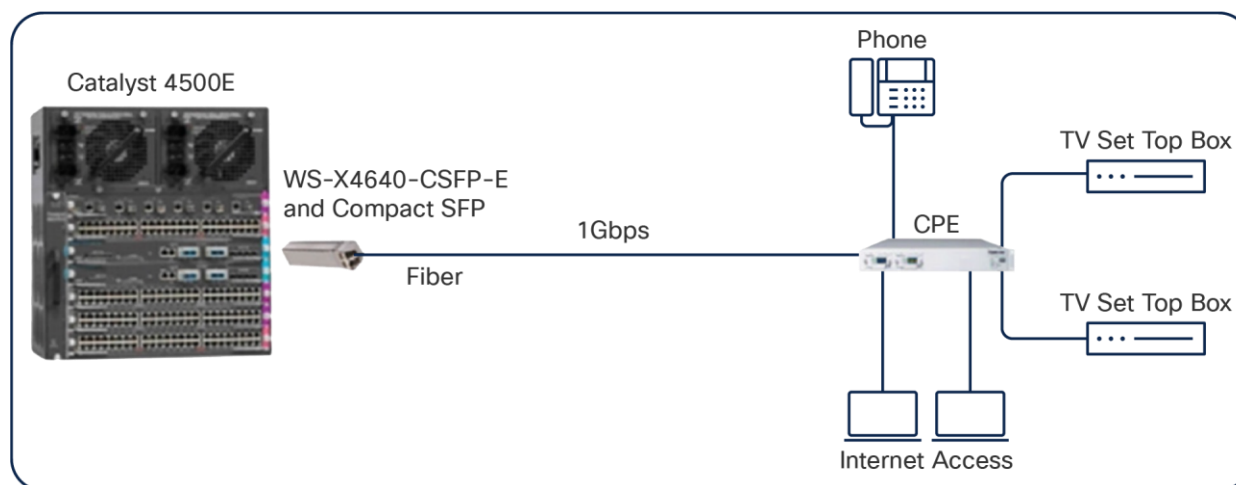 Catalyst 4500E
WS-X4640-CSFP-E
and Compact SFP
1Gbps
Fiber
Phone
CPE
TV Set Top Box
TV Set Top Box
Internet Access